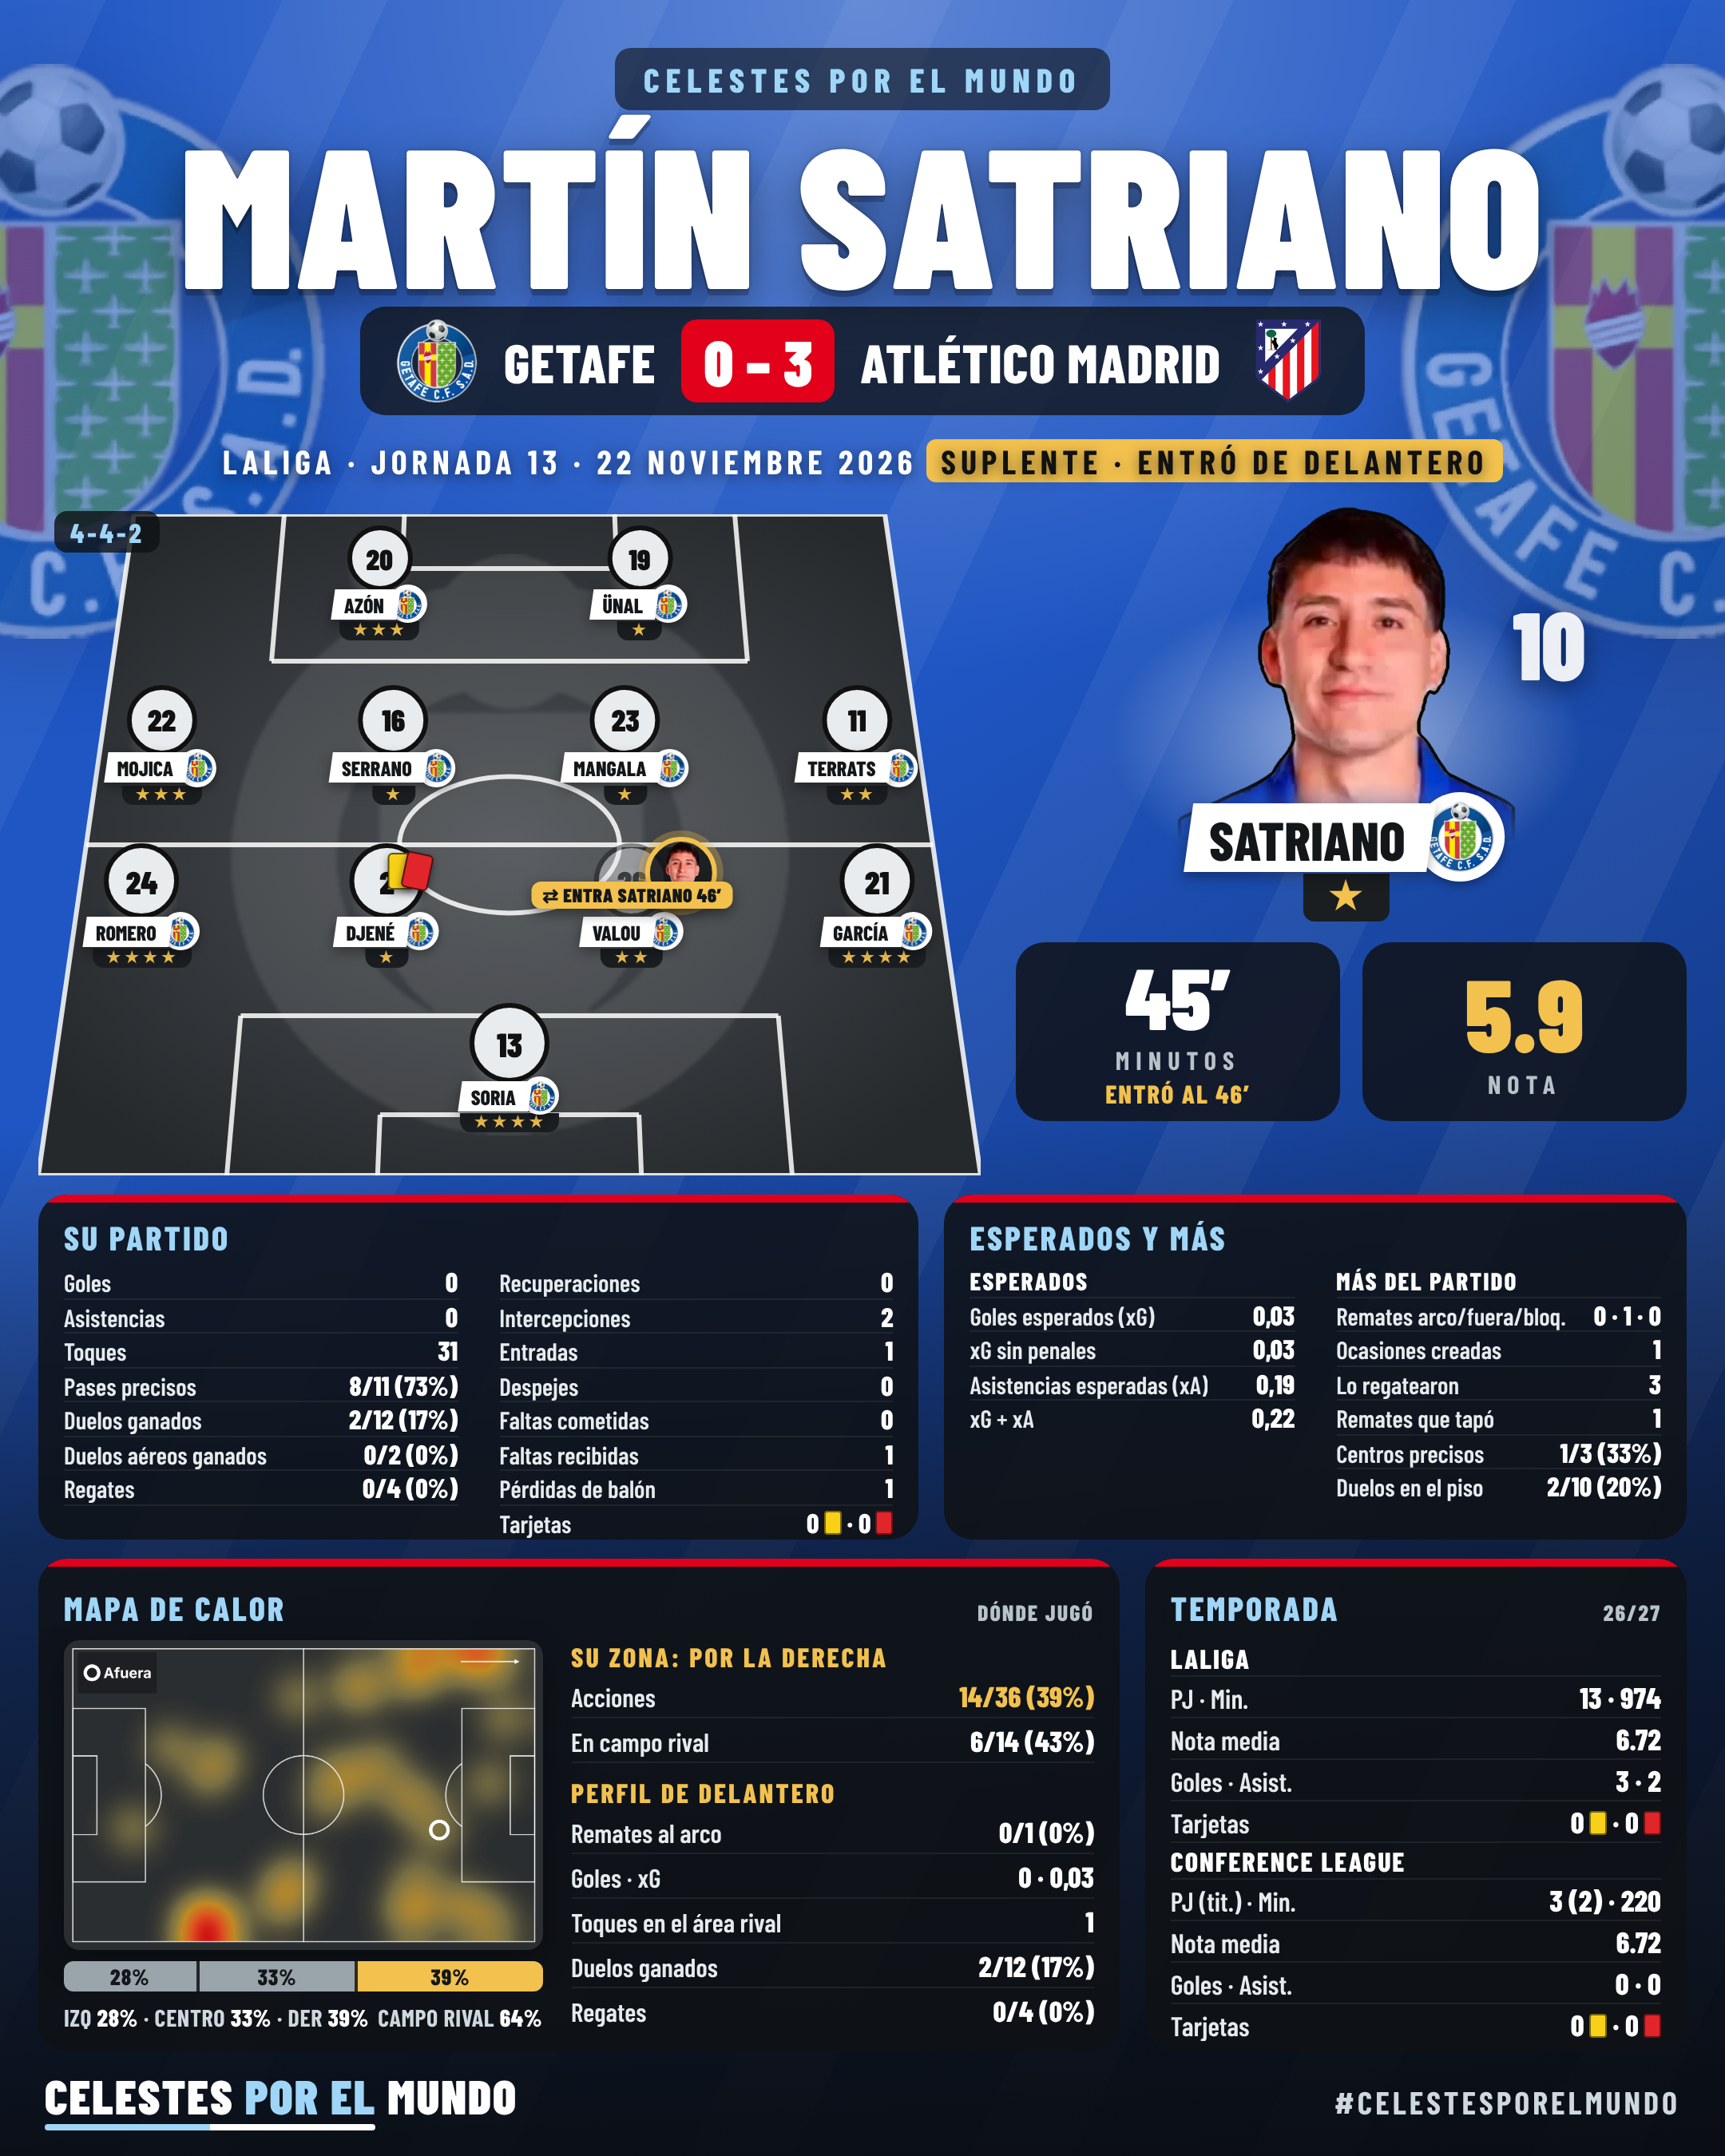 CELESTES POR EL MUNDO
MARTÍN SATRIANO
GETAFE 0 - 3 ATLÉTICO MADRID
LALIGA · JORNADA 13 · 22 NOVIEMBRE 2026 SUPLENTE · ENTRÓ DE DELANTERO
4-4-2
20 19
AZÓN ÜNAL
★★★ ★
22 16 23 11
MOJICA SERRANO MANGALA TERRATS
★★★ ★ ★ ★★
24 21
⇄ ENTRA SATRIANO 46'
ROMERO DJENÉ VALOU GARCÍA
★★★★ ★ ★★ ★★★★
13
SORIA
★★★★
10
SATRIANO
GETAFE C.F. S.A.D.
★
45'
MINUTOS
ENTRÓ AL 46'
5.9
NOTA
SU PARTIDO
Goles 0
Asistencias 0
Toques 31
Pases precisos 8/11 (73%)
Duelos ganados 2/12 (17%)
Duelos aéreos ganados 0/2 (0%)
Regates 0/4 (0%)
Recuperaciones 0
Intercepciones 2
Entradas 1
Despejes 0
Faltas cometidas 0
Faltas recibidas 1
Pérdidas de balón 1
Tarjetas 0 · 0
ESPERADOS Y MÁS
ESPERADOS
Goles esperados (xG) 0,03
xG sin penales 0,03
Asistencias esperadas (xA) 0,19
xG + xA 0,22
MÁS DEL PARTIDO
Remates arco/fuera/bloq. 0 · 1 · 0
Ocasiones creadas 1
Lo regatearon 3
Remates que tapó 1
Centros precisos 1/3 (33%)
Duelos en el piso 2/10 (20%)
MAPA DE CALOR DÓNDE JUGÓ
Afuera
28% 33% 39%
IZQ 28% · CENTRO 33% · DER 39% CAMPO RIVAL 64%
SU ZONA: POR LA DERECHA
Acciones 14/36 (39%)
En campo rival 6/14 (43%)
PERFIL DE DELANTERO
Remates al arco 0/1 (0%)
Goles · xG 0 · 0,03
Toques en el área rival 1
Duelos ganados 2/12 (17%)
Regates 0/4 (0%)
TEMPORADA 26/27
LALIGA
PJ · Min. 13 · 974
Nota media 6.72
Goles · Asist. 3 · 2
Tarjetas 0 · 0
CONFERENCE LEAGUE
PJ (tit.) · Min. 3 (2) · 220
Nota media 6.72
Goles · Asist. 0 · 0
Tarjetas 0 · 0
CELESTES POR EL MUNDO
#CELESTESPORELMUNDO